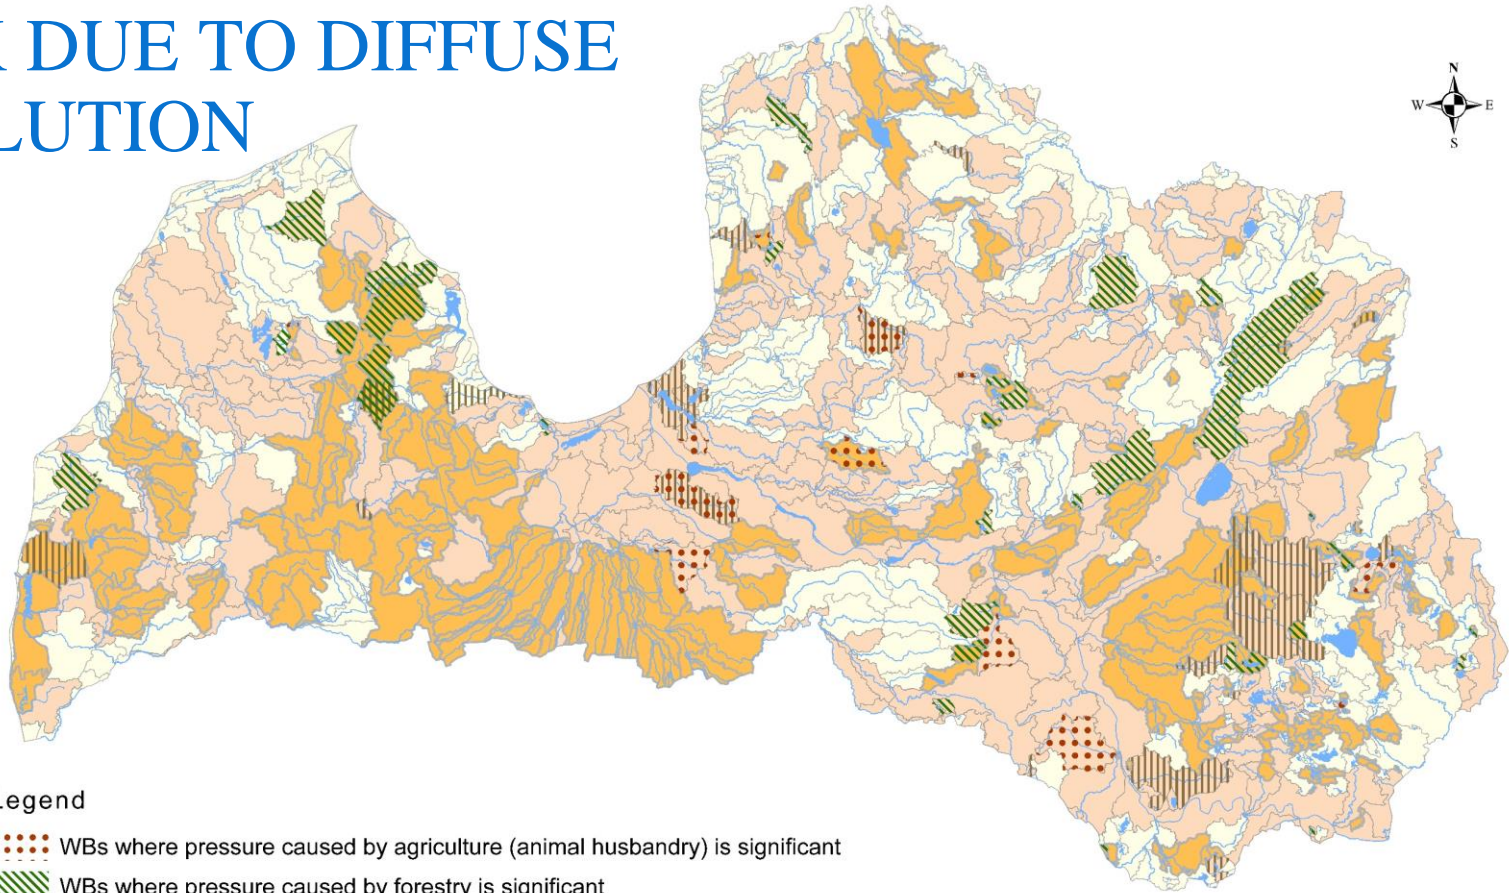 DUE TO DIFFUSE
LUTION
N
W E
S
Legend
WBs where pressure caused by agriculture (animal husbandry) is significant
WBs where pressure caused by forestry is significant